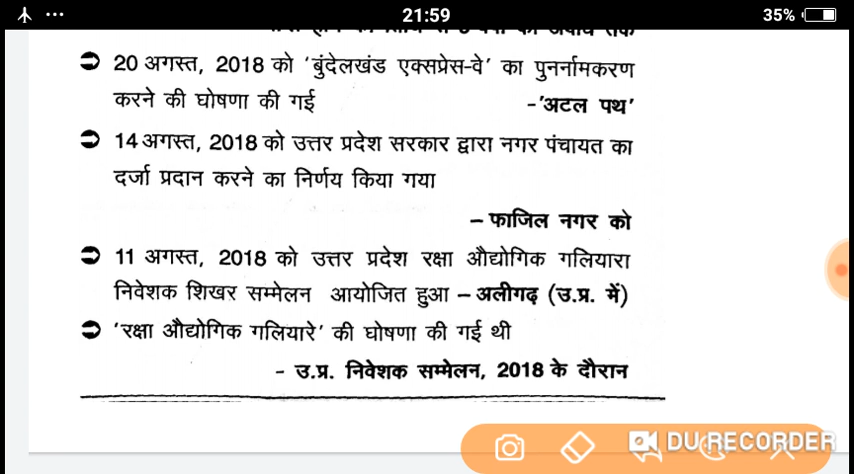 21:59
35%
➲ 20 अगस्त, 2018 को ‘बुंदेलखंड एक्सप्रेस-वे’ का पुनर्नामकरण
करने की घोषणा की गई -‘अटल पथ’
➲ 14 अगस्त, 2018 को उत्तर प्रदेश सरकार द्वारा नगर पंचायत का
दर्जा प्रदान करने का निर्णय किया गया
– फाजिल नगर को
➲ 11 अगस्त, 2018 को उत्तर प्रदेश रक्षा औद्योगिक गलियारा
निवेशक शिखर सम्मेलन आयोजित हुआ – अलीगढ़ (उ.प्र. में)
➲ ‘रक्षा औद्योगिक गलियारे’ की घोषणा की गई थी
- उ.प्र. निवेशक सम्मेलन, 2018 के दौरान
DU RECORDER